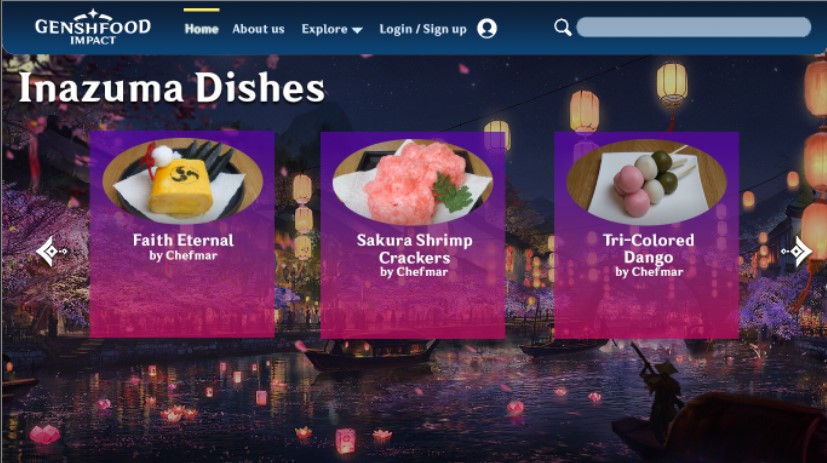 GENSHFOOD
IMPACT
Home About us Explore Login / Sign up
Inazuma Dishes
Faith Eternal
by Chefmar
Sakura Shrimp
Crackers
by Chefmar
Tri-Colored
Dango
by Chefmar